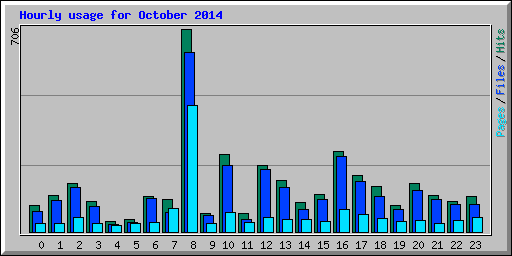 Hourly usage for October 2014
706
Pages/Files/Hits
0 1 2 3 4 5 6 7 8 9 10 11 12 13 14 15 16 17 18 19 20 21 22 23